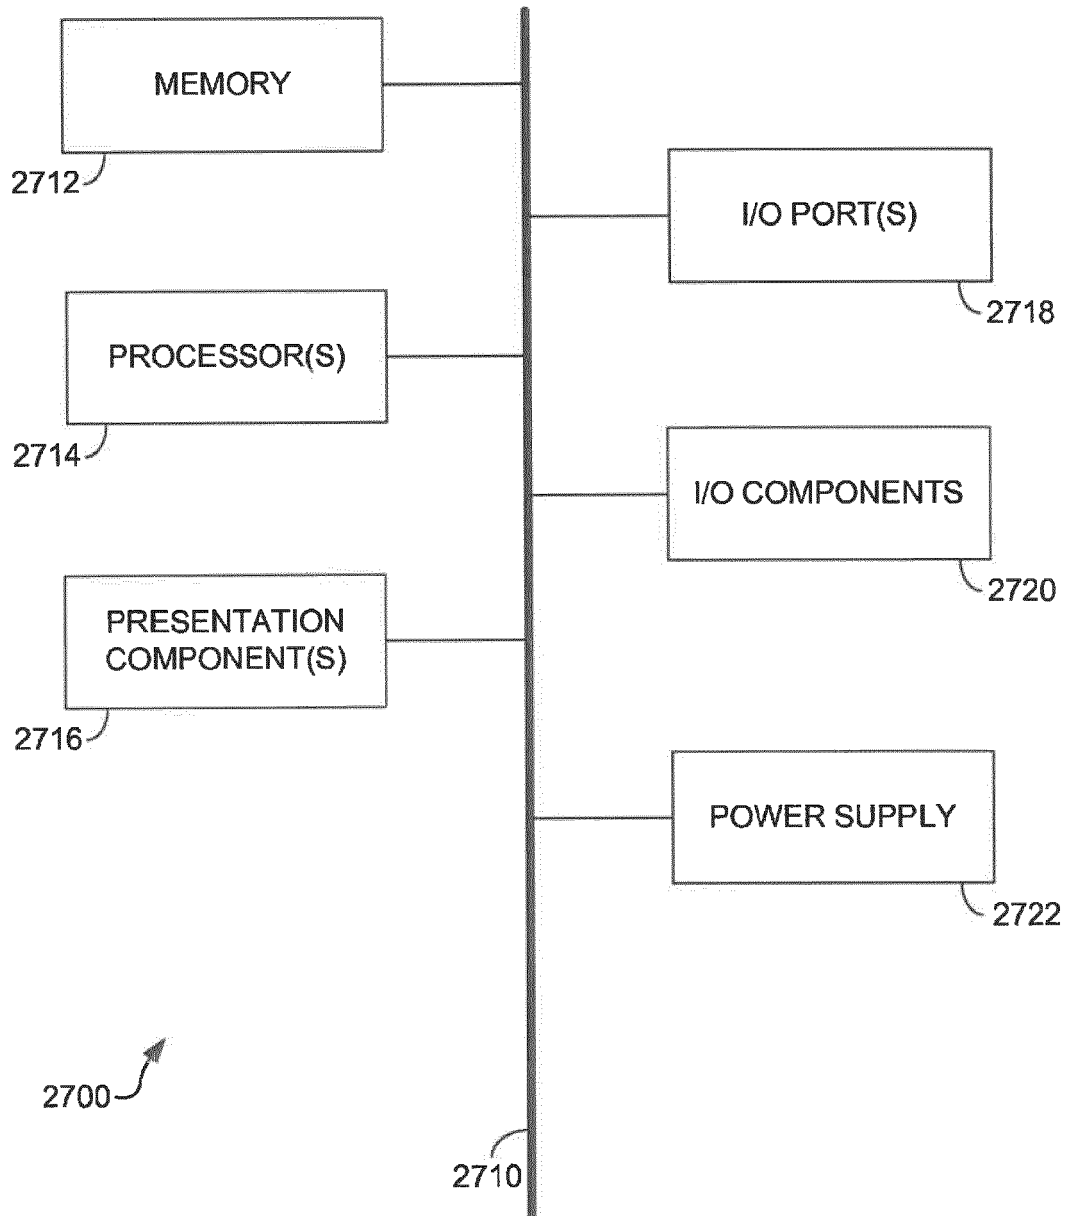 MEMORY
2712
I/O PORT(S)
2718
PROCESSOR(S)
2714
I/O COMPONENTS
2720
PRESENTATION
COMPONENT(S)
2716
POWER SUPPLY
2722
2700
2710